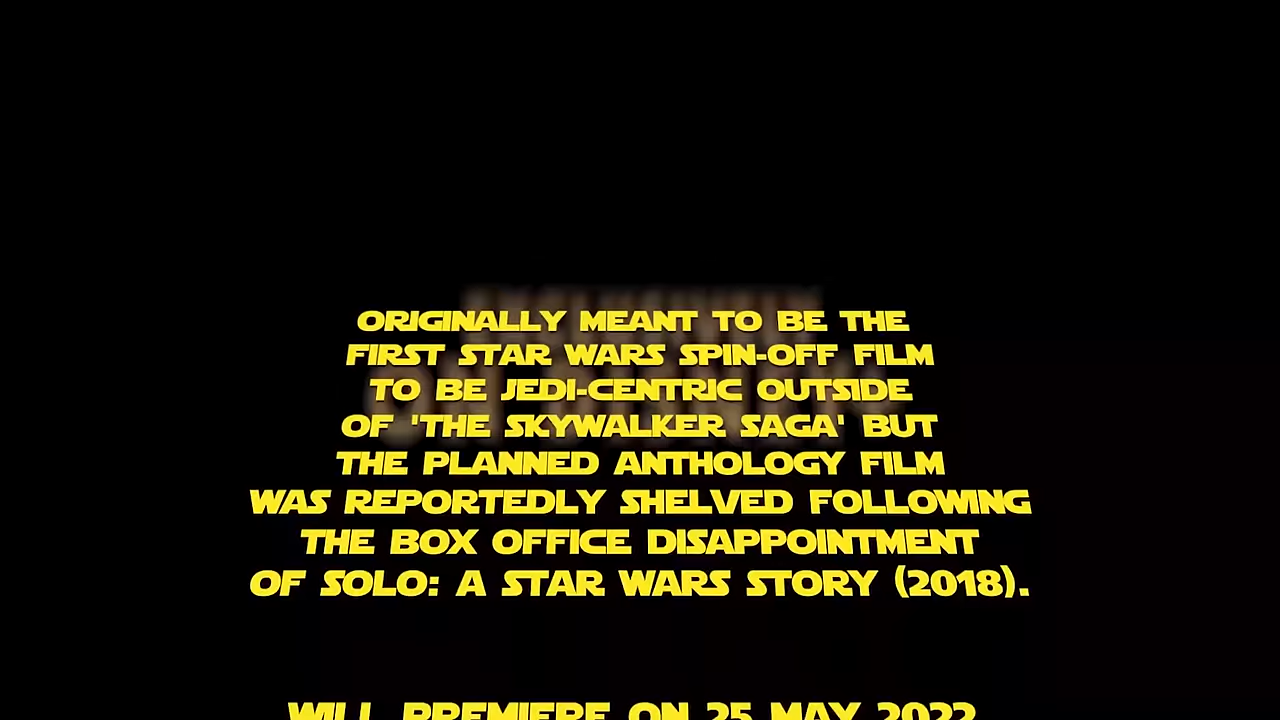 ORIGINALLY MEANT TO BE THE
FIRST STAR WARS SPIN-OFF FILM
TO BE JEDI-CENTRIC OUTSIDE
OF 'THE SKYWALKER SAGA' BUT
THE PLANNED ANTHOLOGY FILM
WAS REPORTEDLY SHELVED FOLLOWING
THE BOX OFFICE DISAPPOINTMENT
OF SOLO: A STAR WARS STORY (2018).
WILL PREMIERE ON 25 MAY 2022